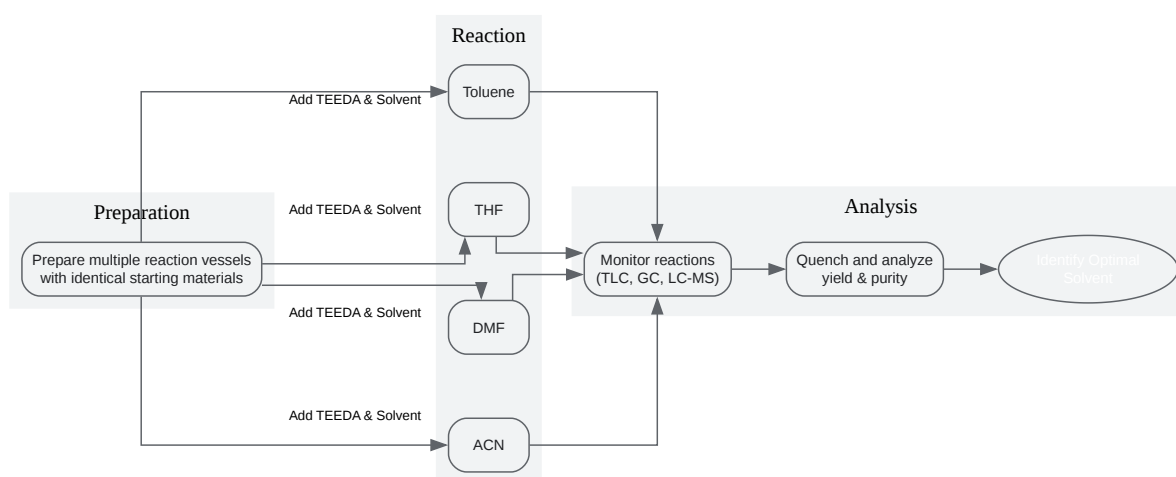 Reaction
Toluene
Add TEEDA & Solvent
THF
Add TEEDA & Solvent
Preparation
Analysis
Prepare multiple reaction vessels
with identical starting materials
Monitor reactions
(TLC, GC, LC-MS)
Quench and analyze
yield & purity
Identify Optimal
Solvent
Add TEEDA & Solvent
DMF
Add TEEDA & Solvent
ACN